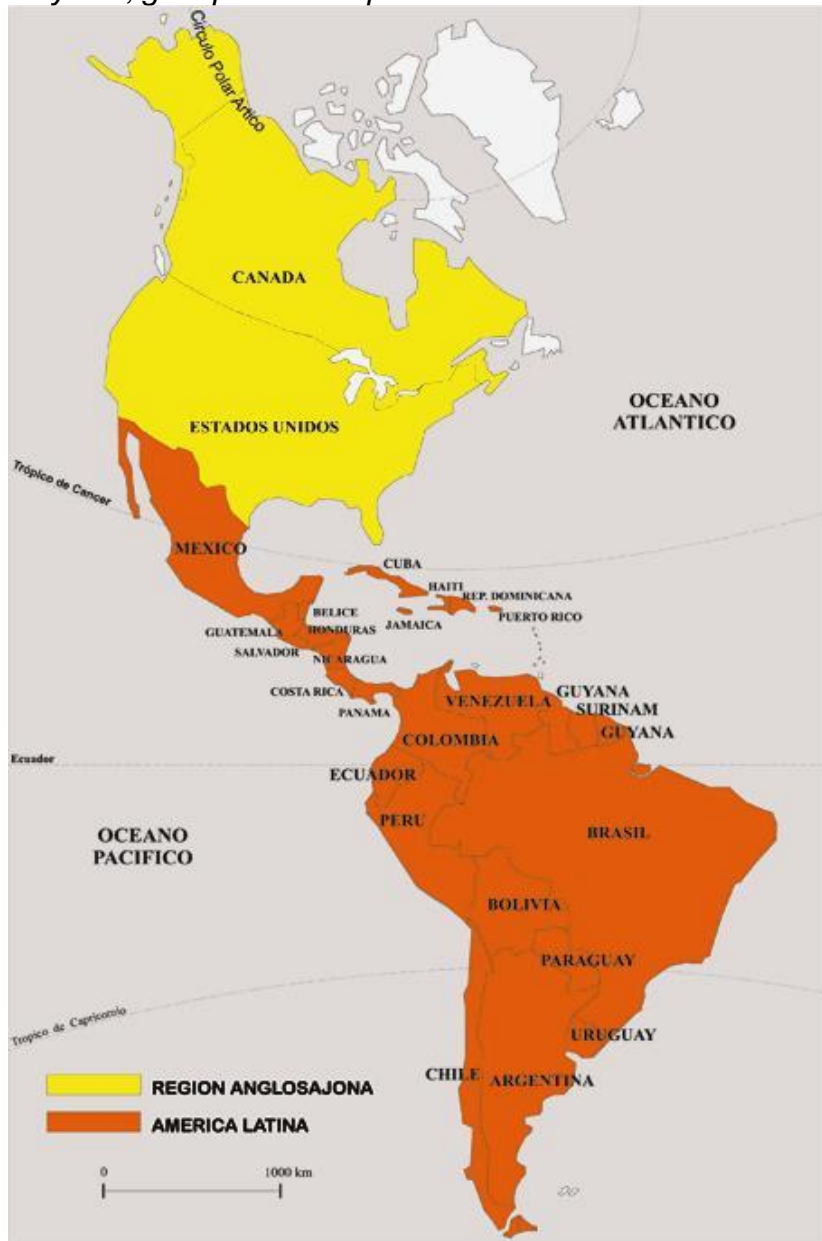 Círculo Polar Artico
CANADA
ESTADOS UNIDOS
OCEANO
ATLANTICO
Trópico de Cancer
MEXICO
CUBA
HAITI
REP. DOMINICANA
BELICE
JAMAICA
PUERTO RICO
GUATEMALA
HONDURAS
SALVADOR
NICARAGUA
COSTA RICA
PANAMA
VENEZUELA
GUYANA
SURINAM
GUYANA
COLOMBIA
Ecuador
ECUADOR
PERU
BRASIL
OCEANO
PACIFICO
BOLIVIA
PARAGUAY
Tropico de Capricornio
URUGUAY
CHILE
ARGENTINA
REGION ANGLOSAJONA
AMERICA LATINA
0
1000 km